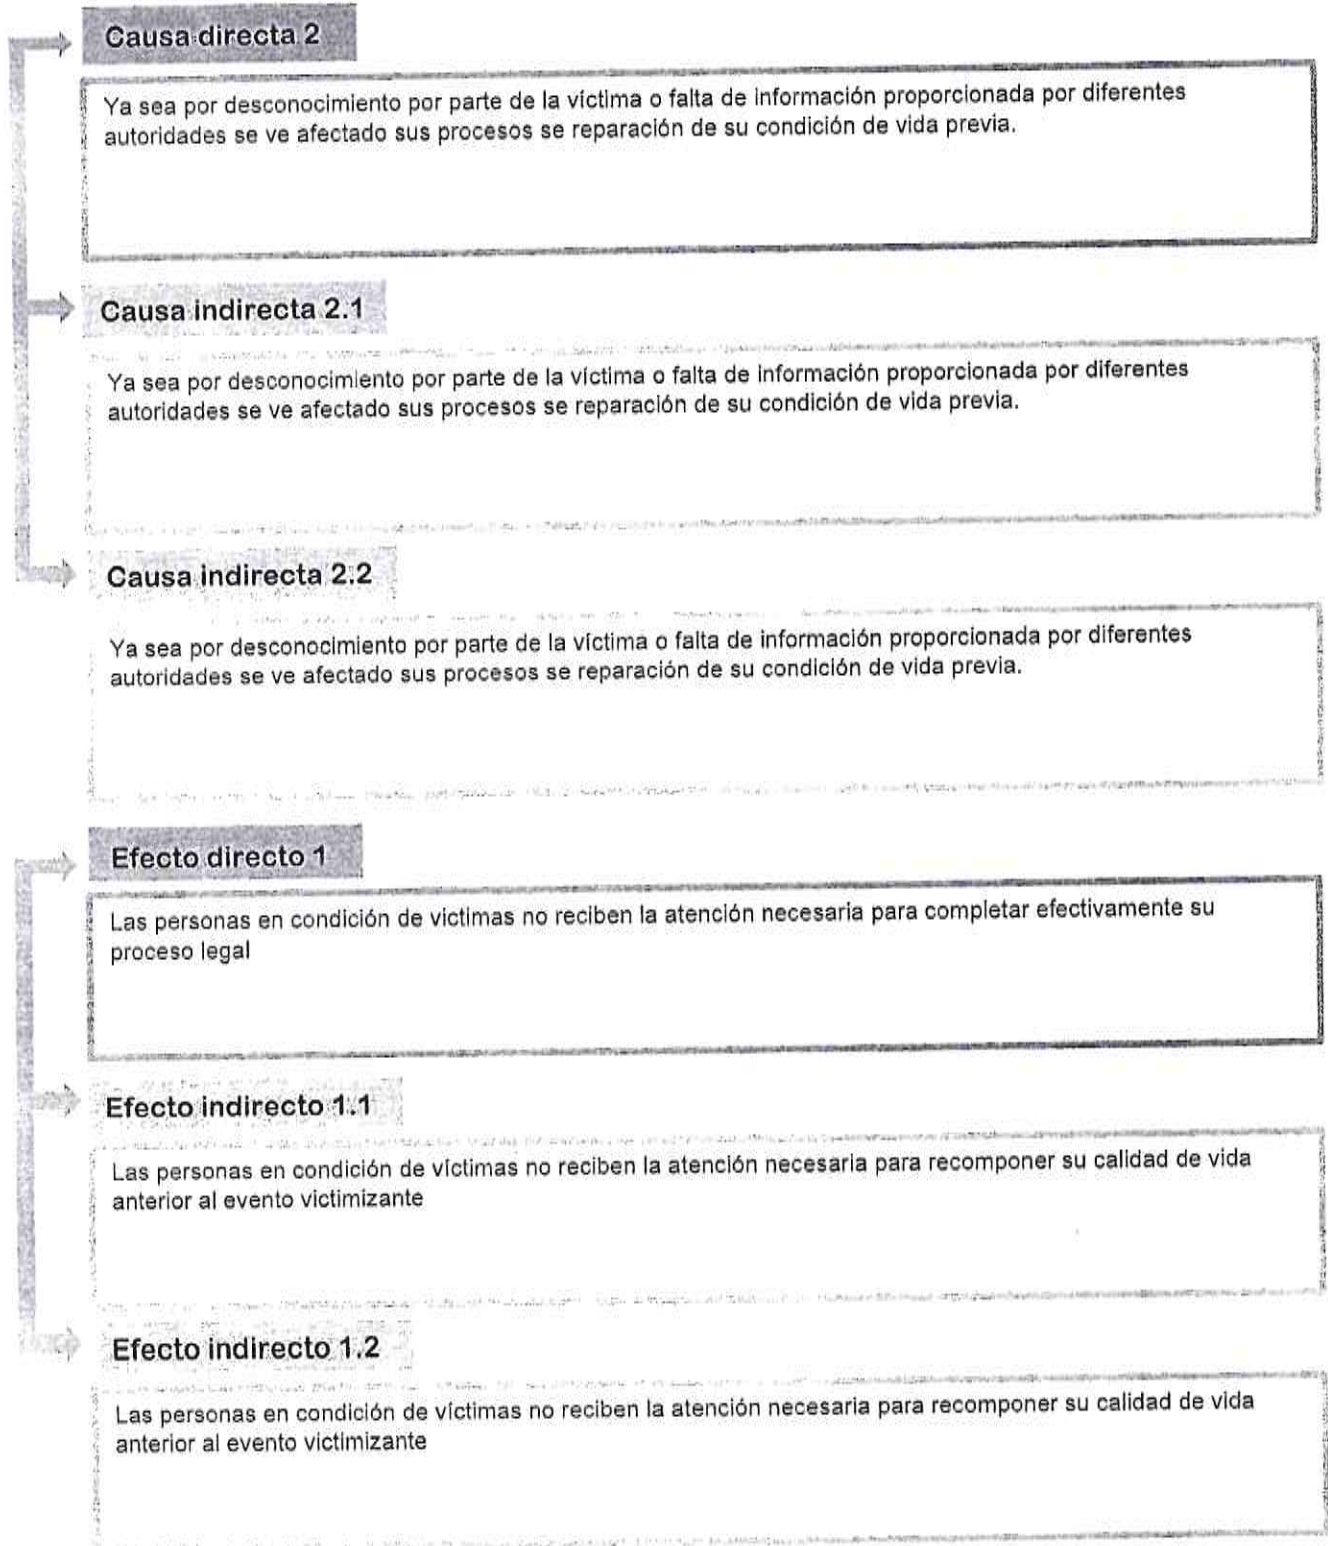 Causa directa 2
Ya sea por desconocimiento por parte de la víctima o falta de información proporcionada por diferentes
autoridades se ve afectado sus procesos se reparación de su condición de vida previa.
Causa indirecta 2.1
Ya sea por desconocimiento por parte de la víctima o falta de información proporcionada por diferentes
autoridades se ve afectado sus procesos se reparación de su condición de vida previa.
Causa indirecta 2.2
Ya sea por desconocimiento por parte de la víctima o falta de información proporcionada por diferentes
autoridades se ve afectado sus procesos se reparación de su condición de vida previa.
Efecto directo 1
Las personas en condición de victimas no reciben la atención necesaria para completar efectivamente su
proceso legal
Efecto indirecto 1.1
Las personas en condición de víctimas no reciben la atención necesaria para recomponer su calidad de vida
anterior al evento victimizante
Efecto indirecto 1.2
Las personas en condición de víctimas no reciben la atención necesaria para recomponer su calidad de vida
anterior al evento victimizante